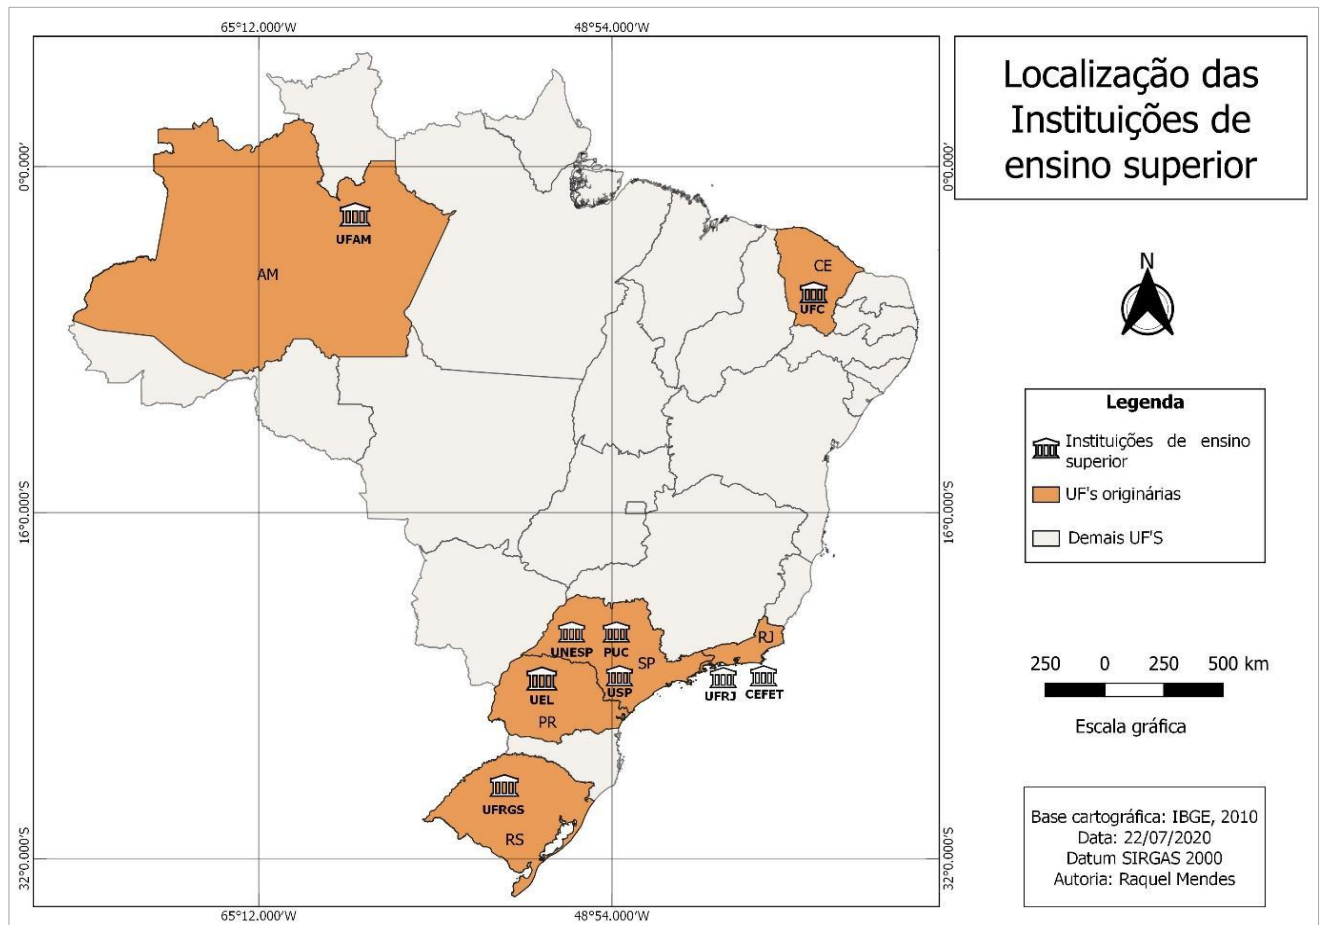 65°12.000'W 48°54.000'W
Localização das
Instituições de
ensino superior
0°0.000' 0°0.000'
UFAM
AM
CE
UFC
N
Legenda
Instituições de ensino
superior
UF's originárias
Demais UF'S
16°0.000'S 16°0.000'S
UNESP PUC
SP
RJ
UEL
USP
UFRJ CEFET
PR
250 0 250 500 km
Escala gráfica
UFRGS
RS
Base cartográfica: IBGE, 2010
Data: 22/07/2020
Datum SIRGAS 2000
Autoria: Raquel Mendes
32°0.000'S 32°0.000'S
65°12.000'W 48°54.000'W